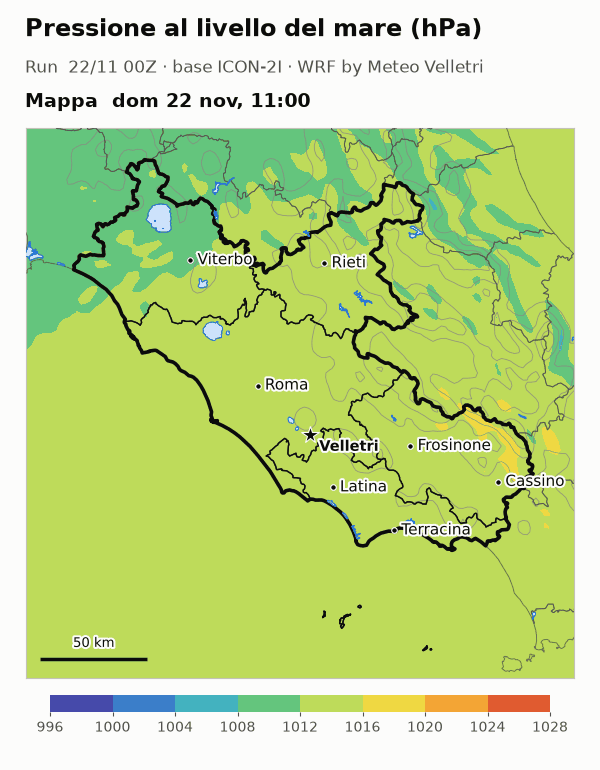 Pressione al livello del mare (hPa)
Run  22/11 00Z · base ICON-2I · WRF by Meteo Velletri
Mappa  dom 22 nov, 11:00
Viterbo
Rieti
Roma
Velletri
Frosinone
Latina
Cassino
Terracina
50 km
996 1000 1004 1008 1012 1016 1020 1024 1028